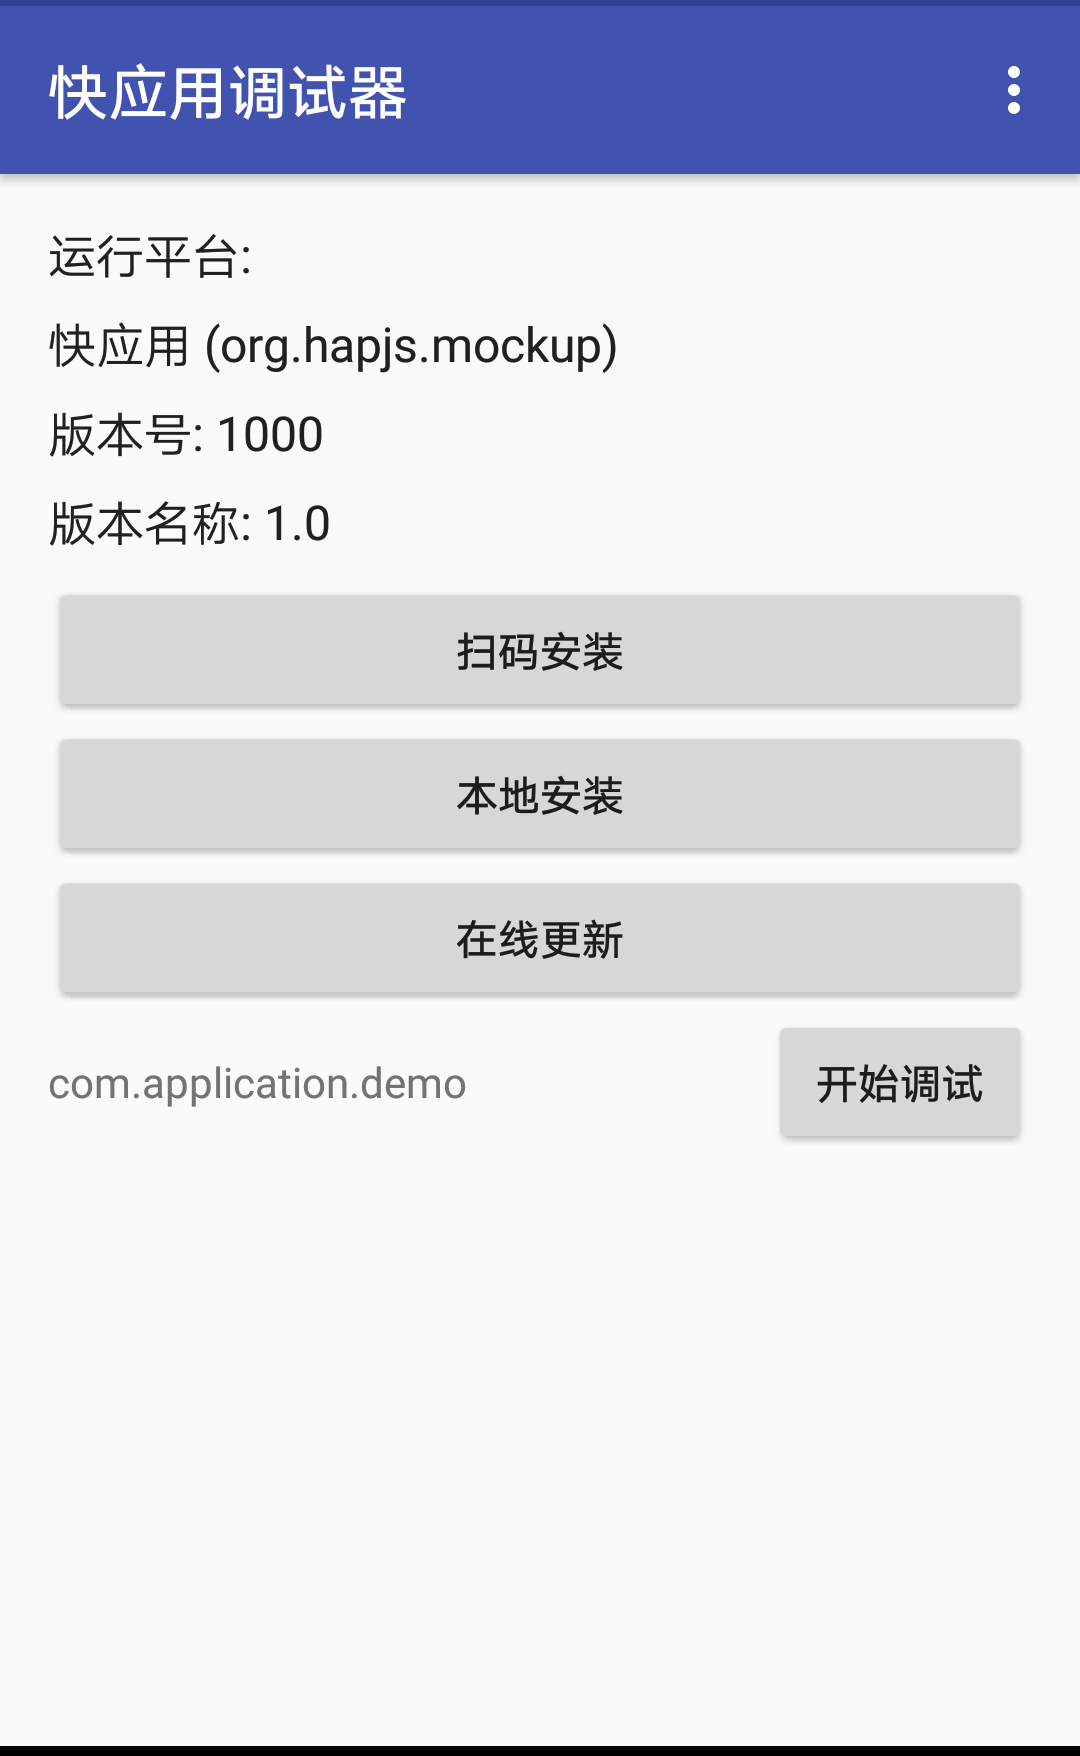 快应用调试器
运行平台:
快应用 (org.hapjs.mockup)
版本号: 1000
版本名称: 1.0
扫码安装
本地安装
在线更新
com.application.demo
开始调试